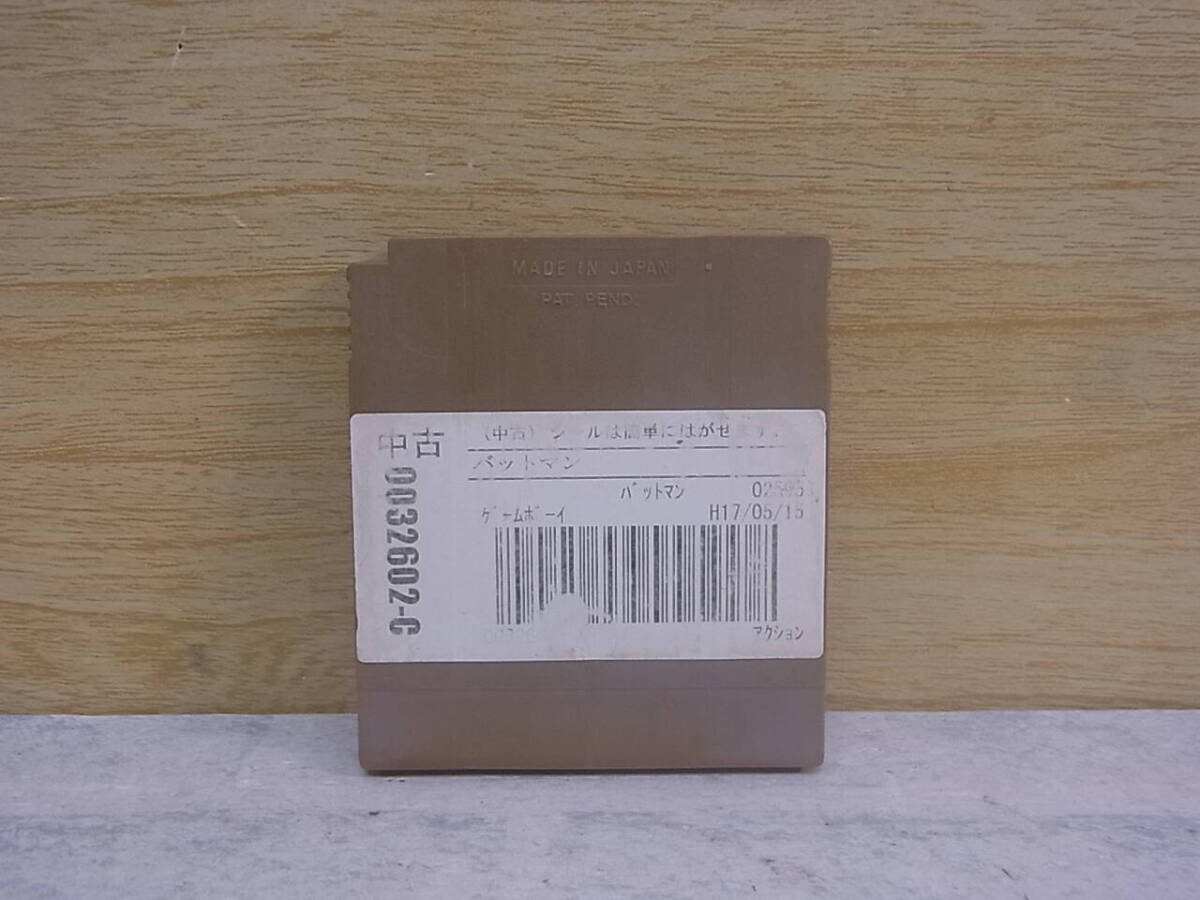 MADE IN JAPAN
PAT. PEND.
中古
(中古) シールは簡単にはがせます。
バットマン
バットマン
ゲームボーイ H17/05/15
0032602-C
アクション